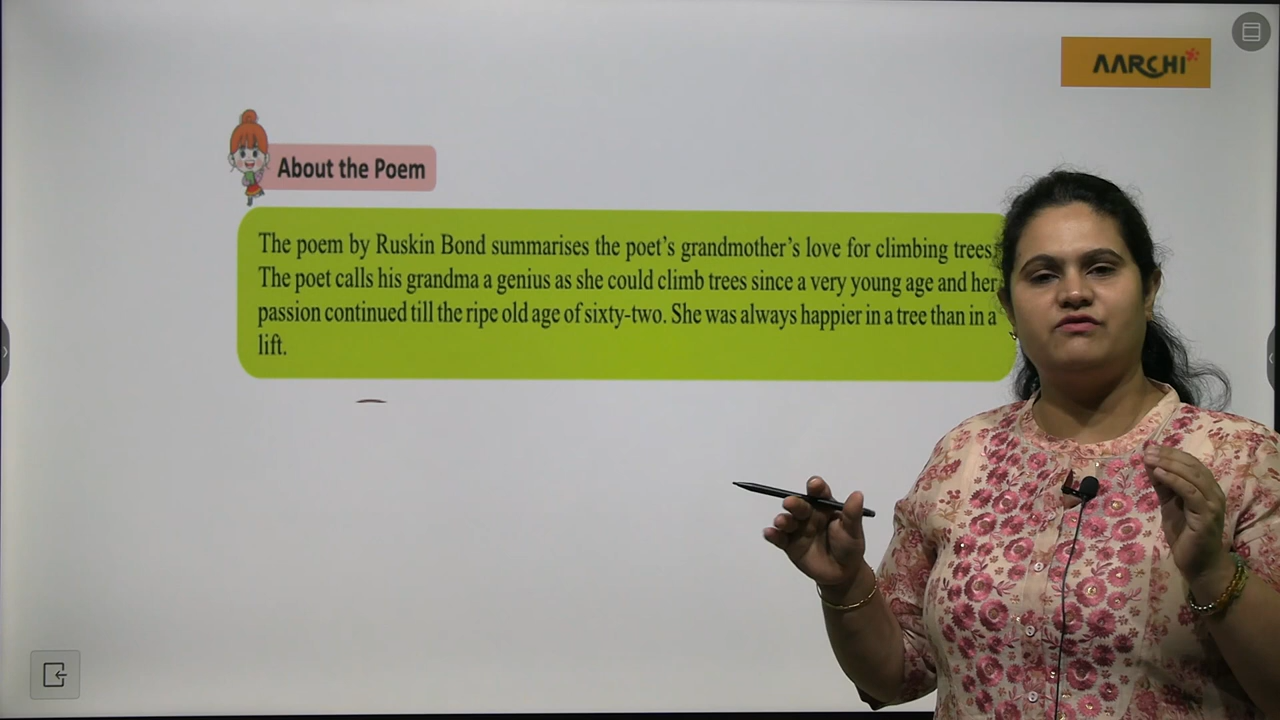 AARCHI
About the Poem
The poem by Ruskin Bond summarises the poet's grandmother's love for climbing trees.
The poet calls his grandma a genius as she could climb trees since a very young age and her
passion continued till the ripe old age of sixty-two. She was always happier in a tree than in a
lift.